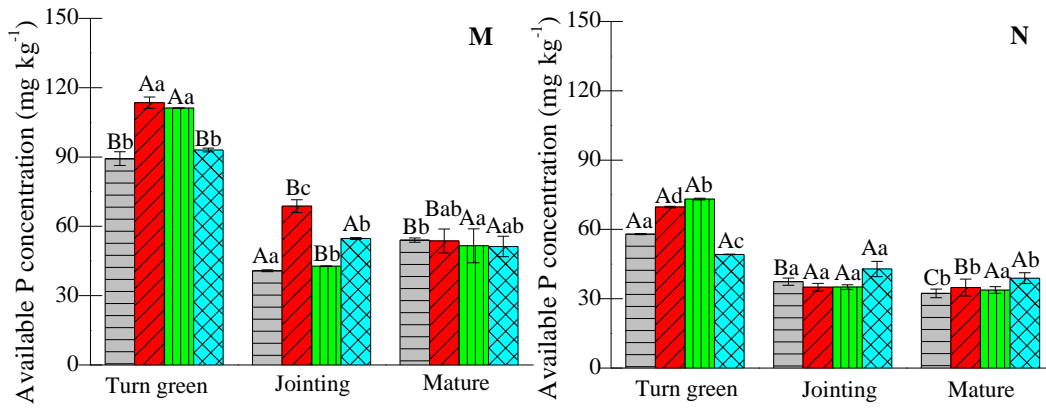 Available P concentration (mg kg⁻¹)
150
120
90
60
30
0
M
Bb Aa Aa Bb
Aa Bc Bb Ab
Bb Bab Aa Aab
Turn green Jointing Mature
Available P concentration (mg kg⁻¹)
150
120
90
60
30
0
N
Aa Ad Ab Ac
Ba Aa Aa Aa
Cb Bb Aa Ab
Turn green Jointing Mature